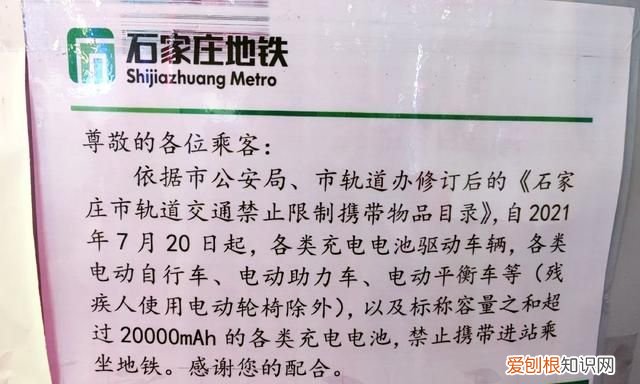 石家庄地铁
Shijiazhuang Metro
尊敬的各位乘客：
依据市公安局、市轨道办修订后的《石家
庄市轨道交通禁止限制携带物品目录》，自2021
年7月20日起，各类充电电池驱动车辆，各类
电动自行车、电动助力车、电动平衡车等（残
疾人使用电动轮椅除外），以及标称容量之和超
过20000mAh的各类充电电池，禁止携带进站乘
坐地铁。感谢您的配合。
爱刨根知识网
www.baogenzhishi.com